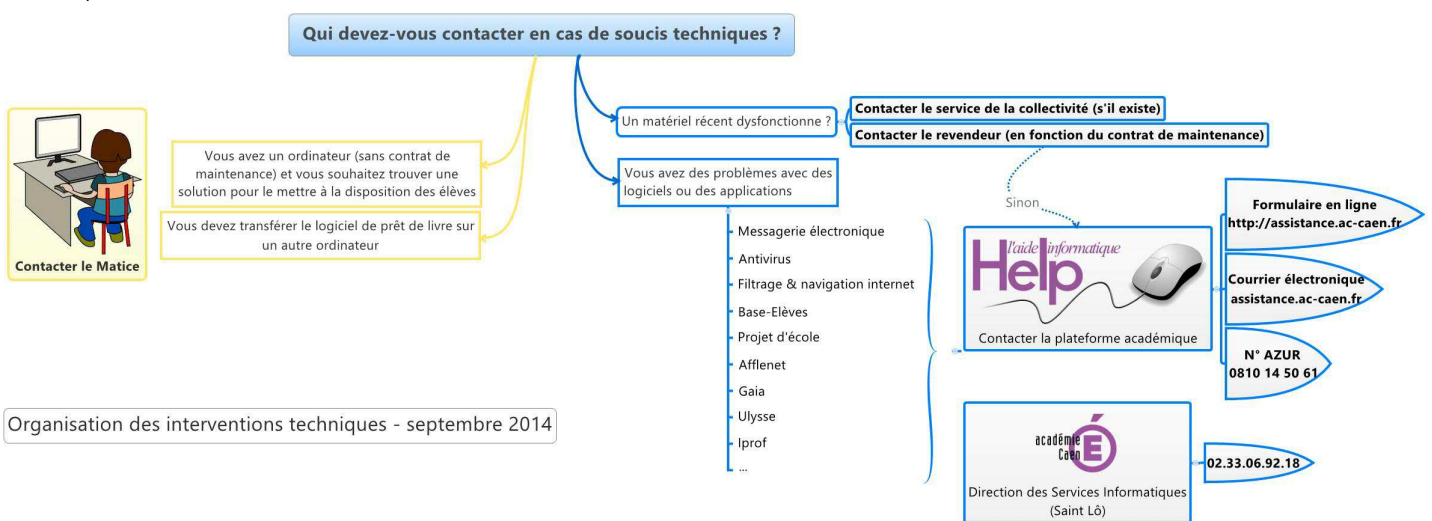 Qui devez-vous contacter en cas de soucis techniques ?
Contacter le Matice
Vous avez un ordinateur (sans contrat de
maintenance) et vous souhaitez trouver une
solution pour le mettre à la disposition des élèves
Vous devez transférer le logiciel de prêt de livre sur
un autre ordinateur
Un matériel récent dysfonctionne ?
Contacter le service de la collectivité (s'il existe)
Contacter le revendeur (en fonction du contrat de maintenance)
Sinon
Vous avez des problèmes avec des
logiciels ou des applications
Messagerie électronique
Antivirus
Filtrage & navigation internet
Base-Elèves
Projet d'école
Afflenet
Gaia
Ulysse
Iprof
...
l'aide informatique
Help
Contacter la plateforme académique
Formulaire en ligne
http://assistance.ac-caen.fr
Courrier électronique
assistance.ac-caen.fr
N° AZUR
0810 14 50 61
académie
Caen
É
Direction des Services Informatiques
(Saint Lô)
02.33.06.92.18
Organisation des interventions techniques - septembre 2014